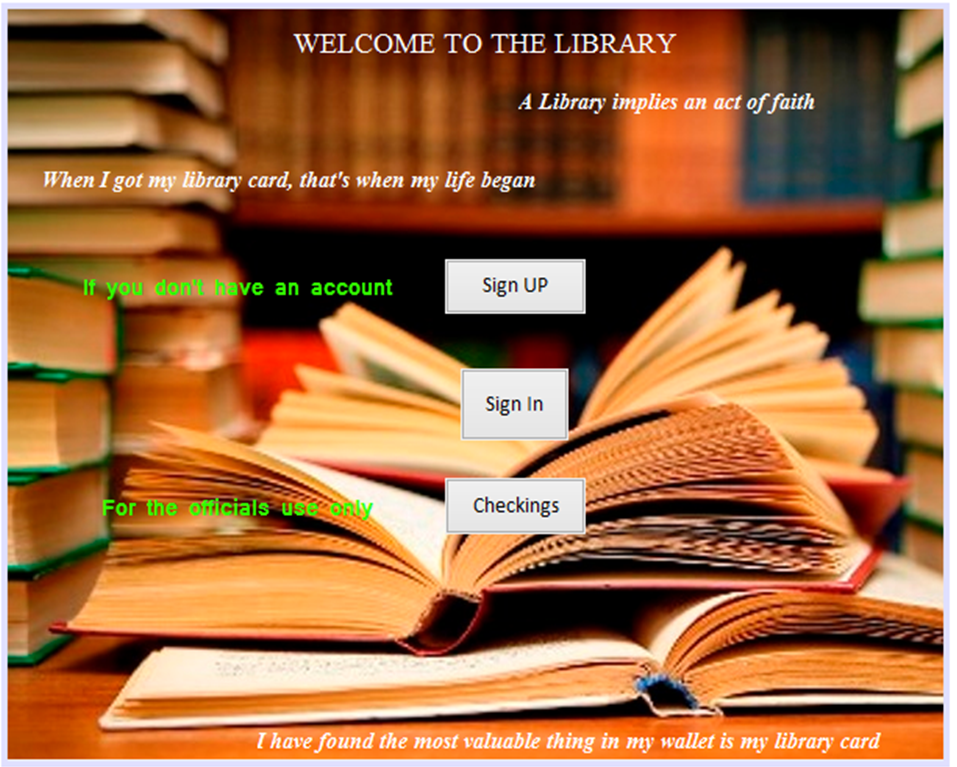 WELCOME TO THE LIBRARY
A Library implies an act of faith
When I got my library card, that's when my life began
If you don't have an account
Sign UP
Sign In
For the officials use only
Checkings
I have found the most valuable thing in my wallet is my library card